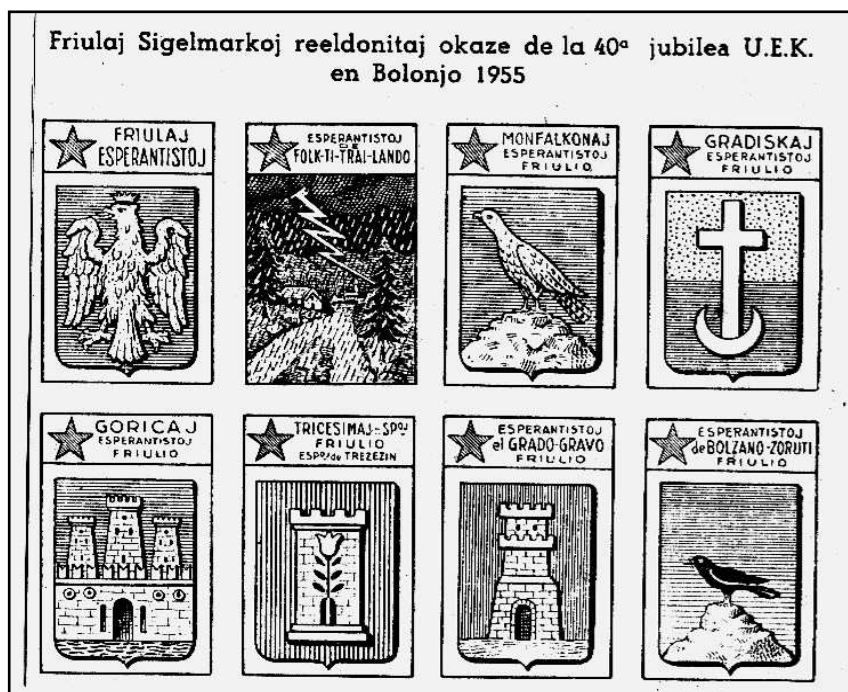 Friulaj Sigelmarkoj reeldonitaj okaze de la 40ª jubilea U.E.K.
en Bolonjo 1955
FRIULAJ
ESPERANTISTOJ
ESPERANTISTOJ
DE
FOLK-TI-TRAI-LANDO
MONFALKONAJ
ESPERANTISTOJ
FRIULIO
GRADISKAJ
ESPERANTISTOJ
FRIULIO
GORICAJ
ESPERANTISTOJ
FRIULIO
TRICESIMAJ=SPoj
FRIULIO
ESPoj de TREZEZIN
ESPERANTISTOJ
el GRADO-GRAVO
FRIULIO
ESPERANTISTOJ
de BOLZANO-ZORUTI
FRIULIO